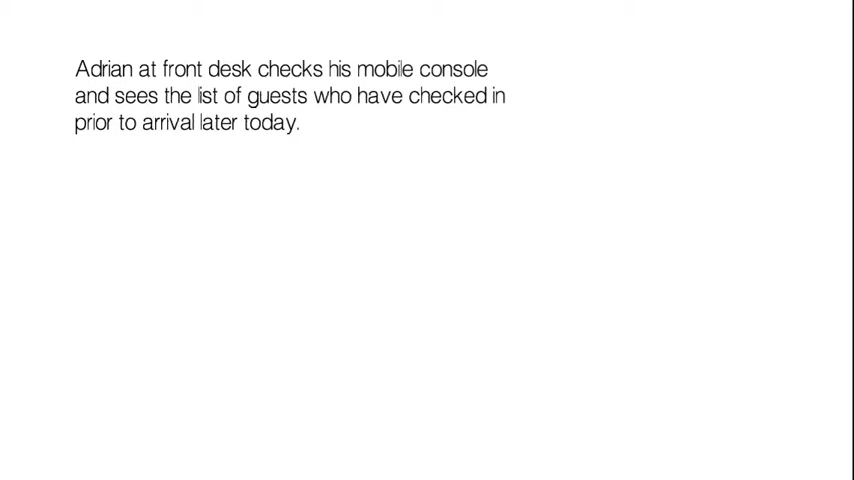 Adrian at front desk checks his mobile console
and sees the list of guests who have checked in
prior to arrival later today.